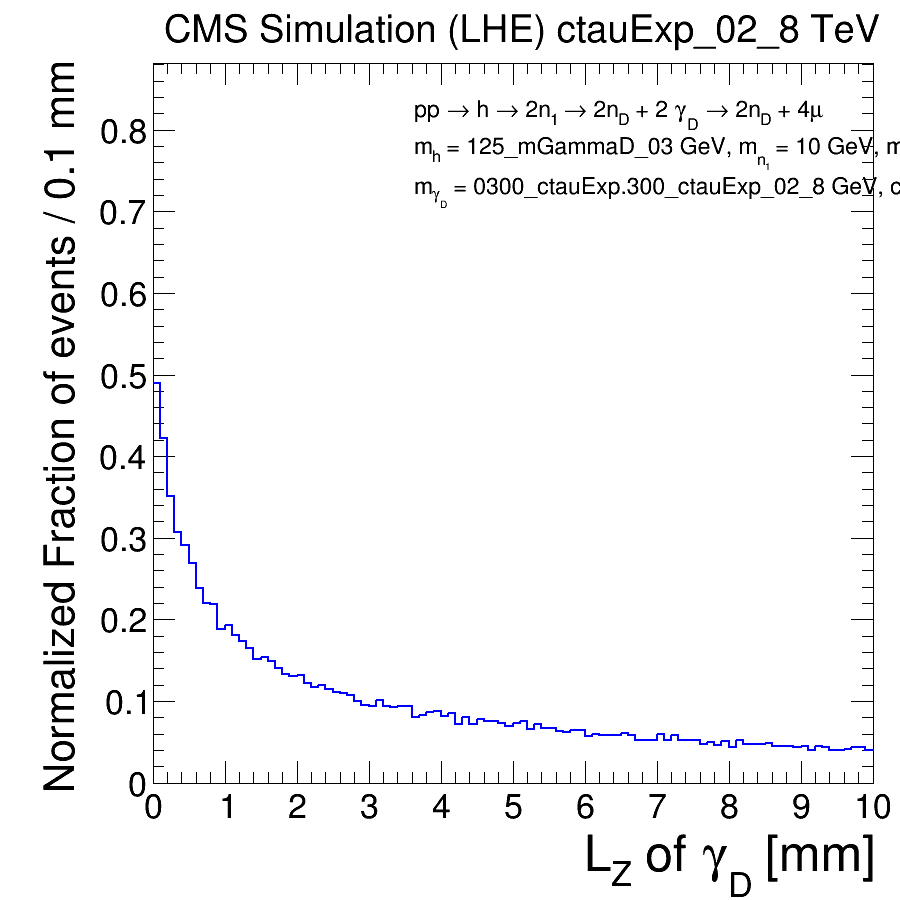 CMS Simulation (LHE) ctauExp_02_8 TeV
pp → h → 2n1 → 2nD + 2 γD → 2nD + 4μ
mh = 125_mGammaD_03 GeV, mn1 = 10 GeV, m
mγD = 0300_ctauExp.300_ctauExp_02_8 GeV, c
Normalized Fraction of events / 0.1 mm
0.8
0.7
0.6
0.5
0.4
0.3
0.2
0.1
0
0 1 2 3 4 5 6 7 8 9 10
LZ of γD [mm]